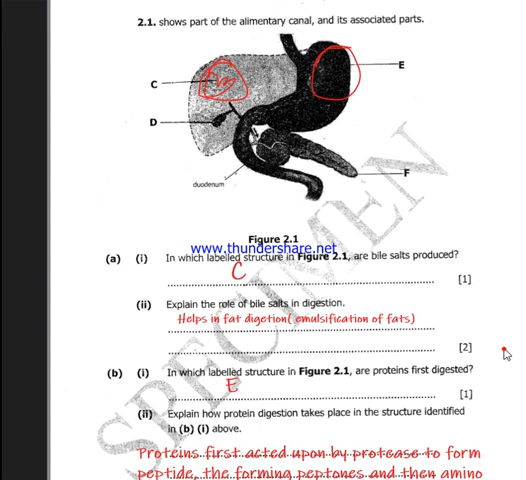 2.1. shows part of the alimentary canal, and its associated parts.
C
E
D
F
duodenum
SPECIMEN
Figure 2.1
www.thundershare.net
(a) (i) In which labelled structure in Figure 2.1, are bile salts produced?
C
[1]
(ii) Explain the role of bile salts in digestion.
Helps in fat digetion( emulsification of fats)
[2]
(b) (i) In which labelled structure in Figure 2.1, are proteins first digested?
E
[1]
(ii) Explain how protein digestion takes place in the structure identified
in (b) (i) above.
Proteins first acted upon by protease to form
peptide, the forming peptones and then amino